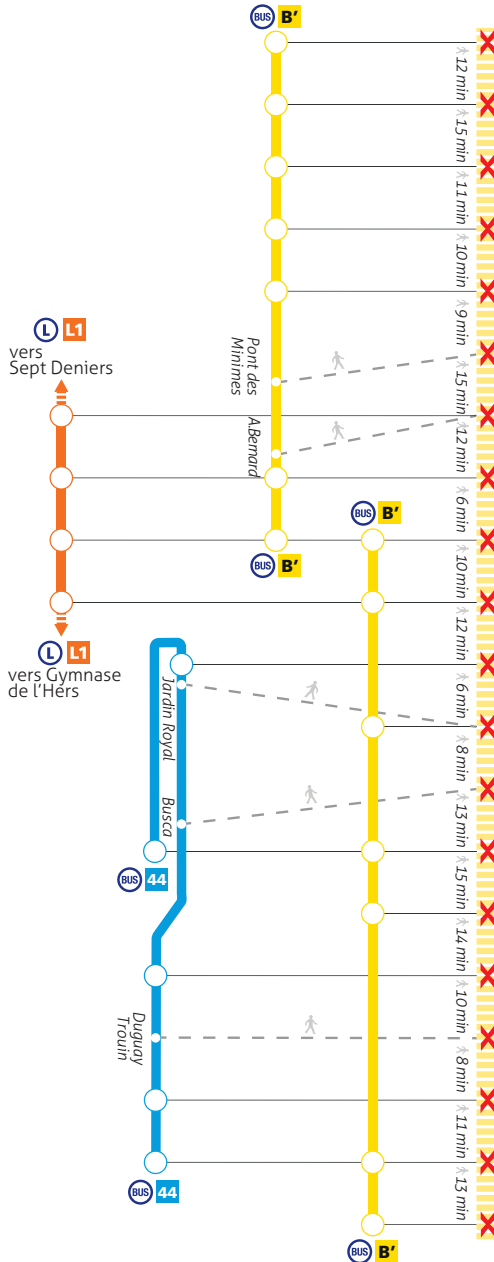 BUS B’
12 min
15 min
11 min
10 min
9 min
15 min
12 min
6 min
10 min
12 min
6 min
8 min
13 min
15 min
14 min
10 min
8 min
11 min
13 min
L L1
vers
Sept Deniers
Pont des
Minimes
A.Bernard
BUS B’
BUS B’
L L1
vers Gymnase
de l’Hers
Jardin Royal
Busca
BUS 44
Duguay
Trouin
BUS 44
BUS B’